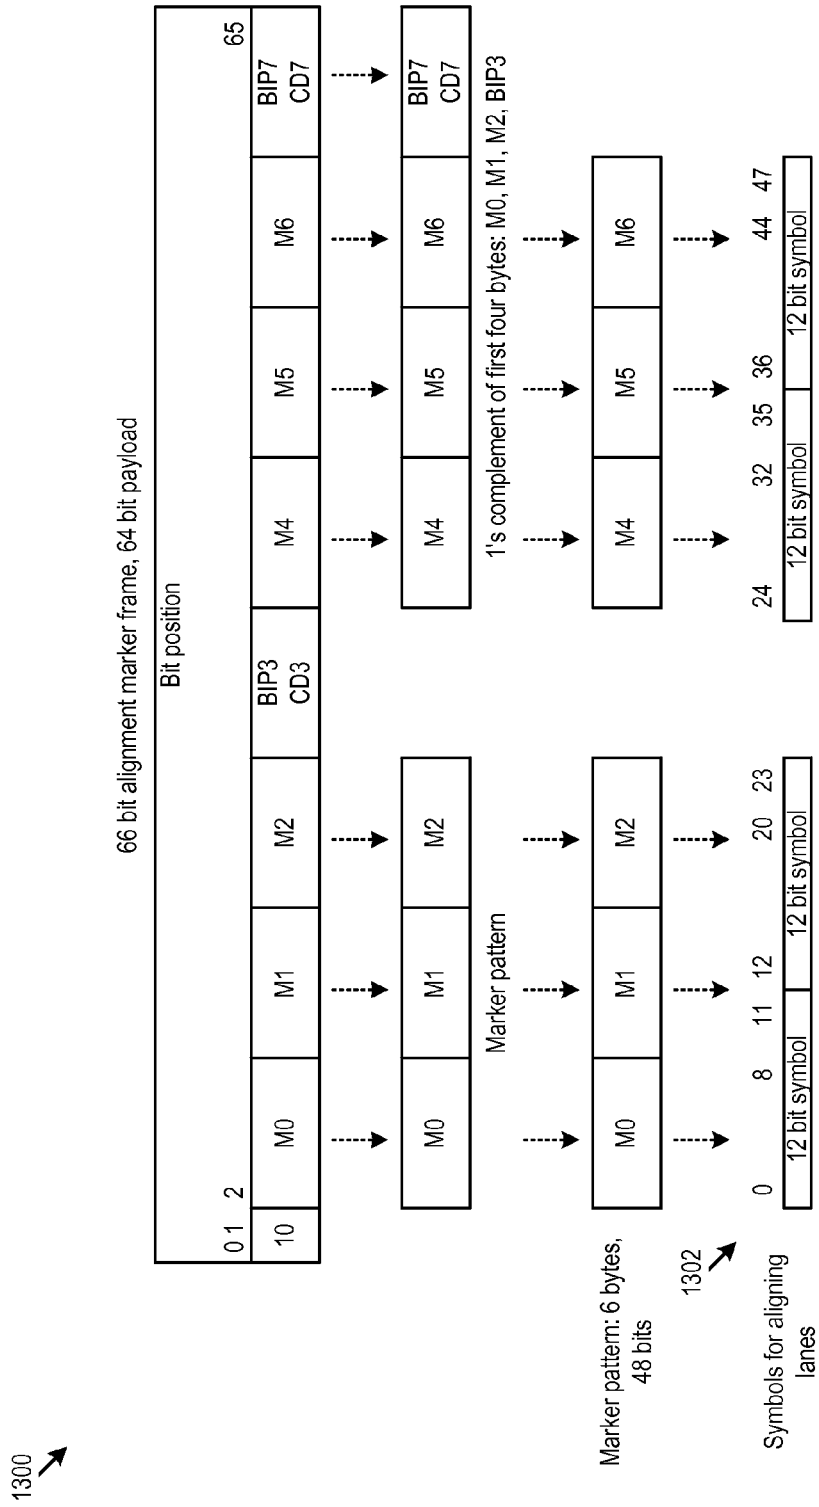 1300
66 bit alignment marker frame, 64 bit payload
Bit position
0 1 2 65
10 M0 M1 M2 BIP3 M4 M5 M6 BIP7
CD3 CD7
M0 M1 M2 M4 M5 M6 BIP7
CD7
Marker pattern 1's complement of first four bytes: M0, M1, M2, BIP3
Marker pattern: 6 bytes,
48 bits
M0 M1 M2 M4 M5 M6
1302
0 8 11 12 20 23 24 32 35 36 44 47
Symbols for aligning
lanes
12 bit symbol 12 bit symbol 12 bit symbol 12 bit symbol